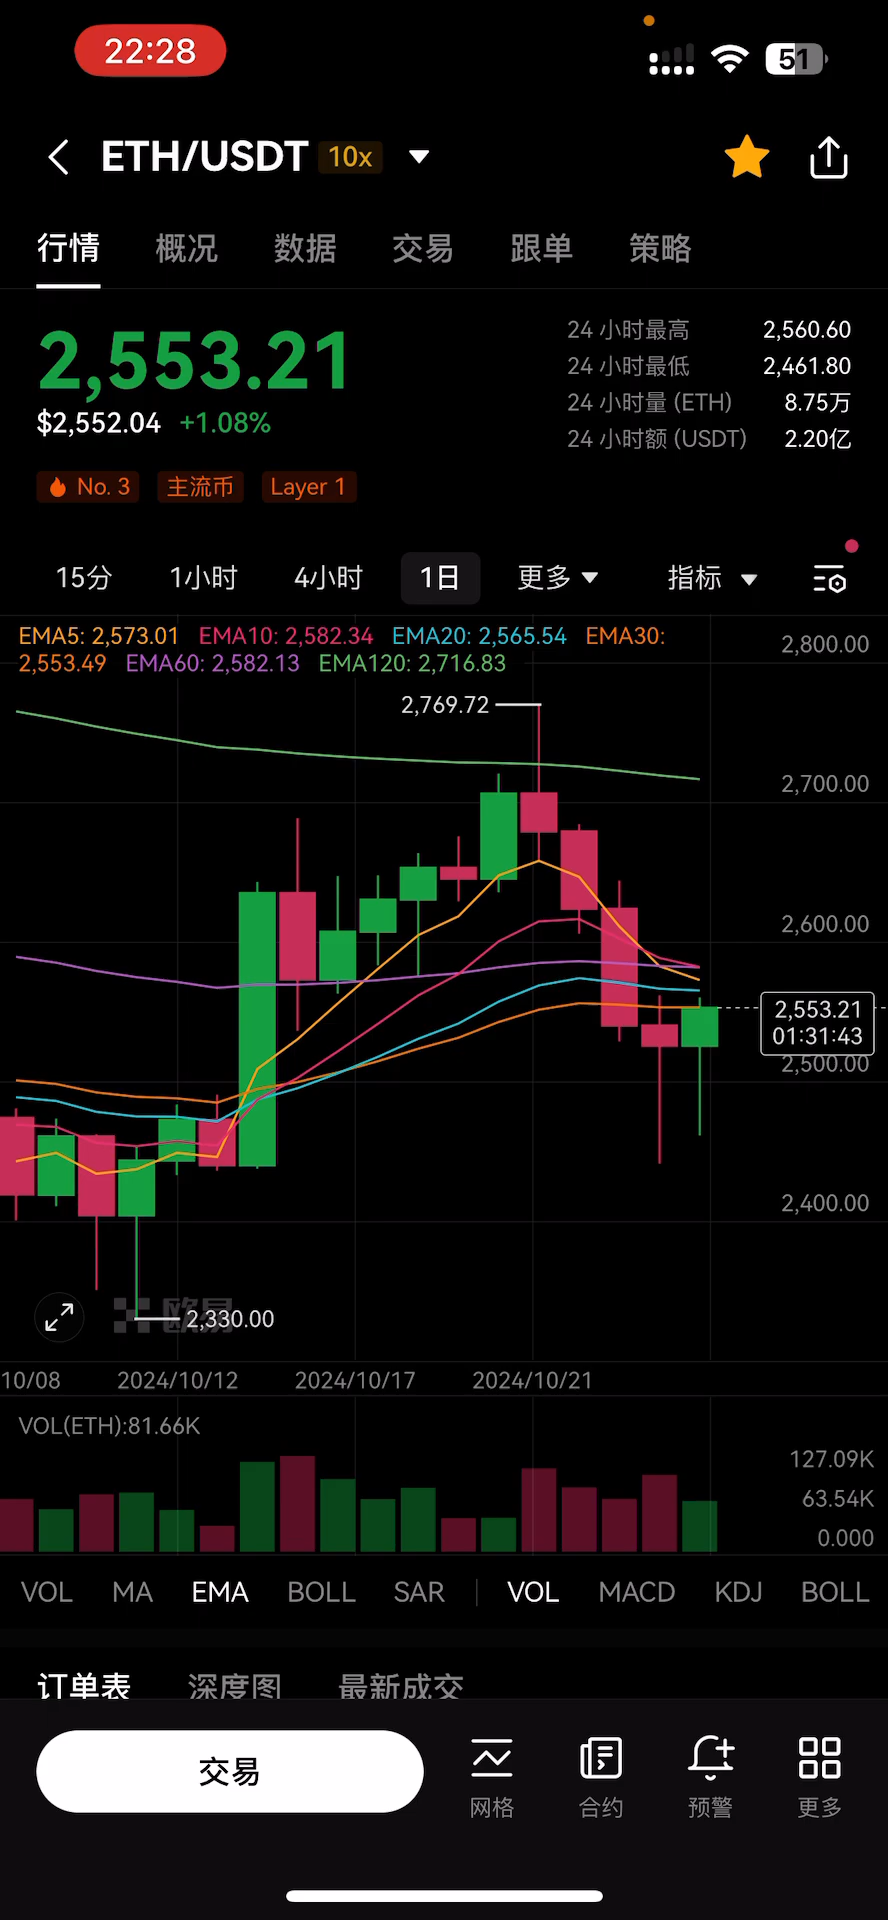 22:28
51
ETH/USDT 10x
行情 概况 数据 交易 跟单 策略
2,553.21
$2,552.04 +1.08%
24 小时最高 2,560.60
24 小时最低 2,461.80
24 小时量 (ETH) 8.75万
24 小时额 (USDT) 2.20亿
No. 3 主流币 Layer 1
15分 1小时 4小时 1日 更多 指标
EMA5: 2,573.01 EMA10: 2,582.34 EMA20: 2,565.54 EMA30:
2,553.49 EMA60: 2,582.13 EMA120: 2,716.83
2,800.00
2,769.72
2,700.00
2,600.00
2,553.21
01:31:43
2,500.00
2,400.00
欧易
2,330.00
10/08 2024/10/12 2024/10/17 2024/10/21
VOL(ETH):81.66K
127.09K
63.54K
0.000
VOL MA EMA BOLL SAR VOL MACD KDJ BOLL
订单表 深度图 最新成交
交易 网格 合约 预警 更多